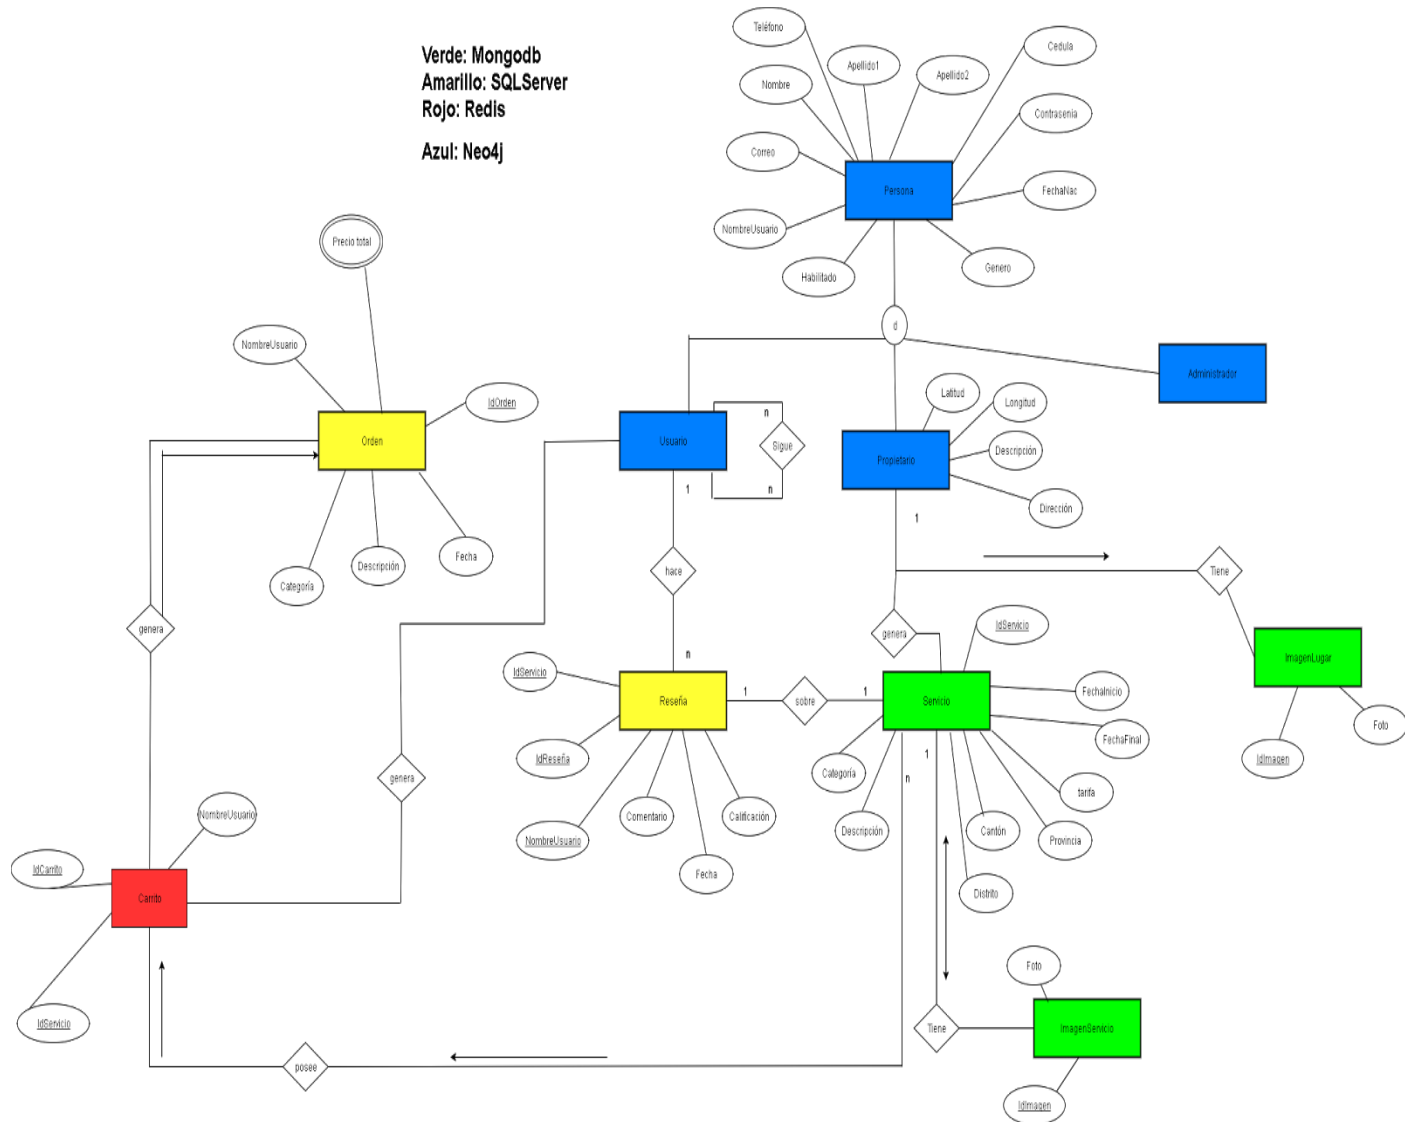 Verde: Mongodb
Amarillo: SQLServer
Rojo: Redis
Azul: Neo4j
Teléfono
Cedula
Apellido1
Apellido2
Nombre
Contrasenia
Correo
Persona
FechaNac
NombreUsuario
Genero
Habilitado
d
Administrador
Precio total
NombreUsuario
IdOrden
Orden
Categoría
Descripción
Fecha
genera
Usuario
n
Sigue
n
1
Latitud
Longitud
Propietario
Descripción
Dirección
1
hace
n
Tiene
genera
IdServicio
ImagenLugar
Foto
IdImagen
IdServicio
Reseña
1
sobre
1
Servicio
FechaInicio
FechaFinal
IdReseña
NombreUsuario
Comentario
Calificación
Fecha
Categoría
Descripción
n
1
Distrito
Cantón
Provincia
tarifa
genera
NombreUsuario
IdCarrito
Carrito
IdServicio
posee
Tiene
Foto
ImagenServicio
IdImagen